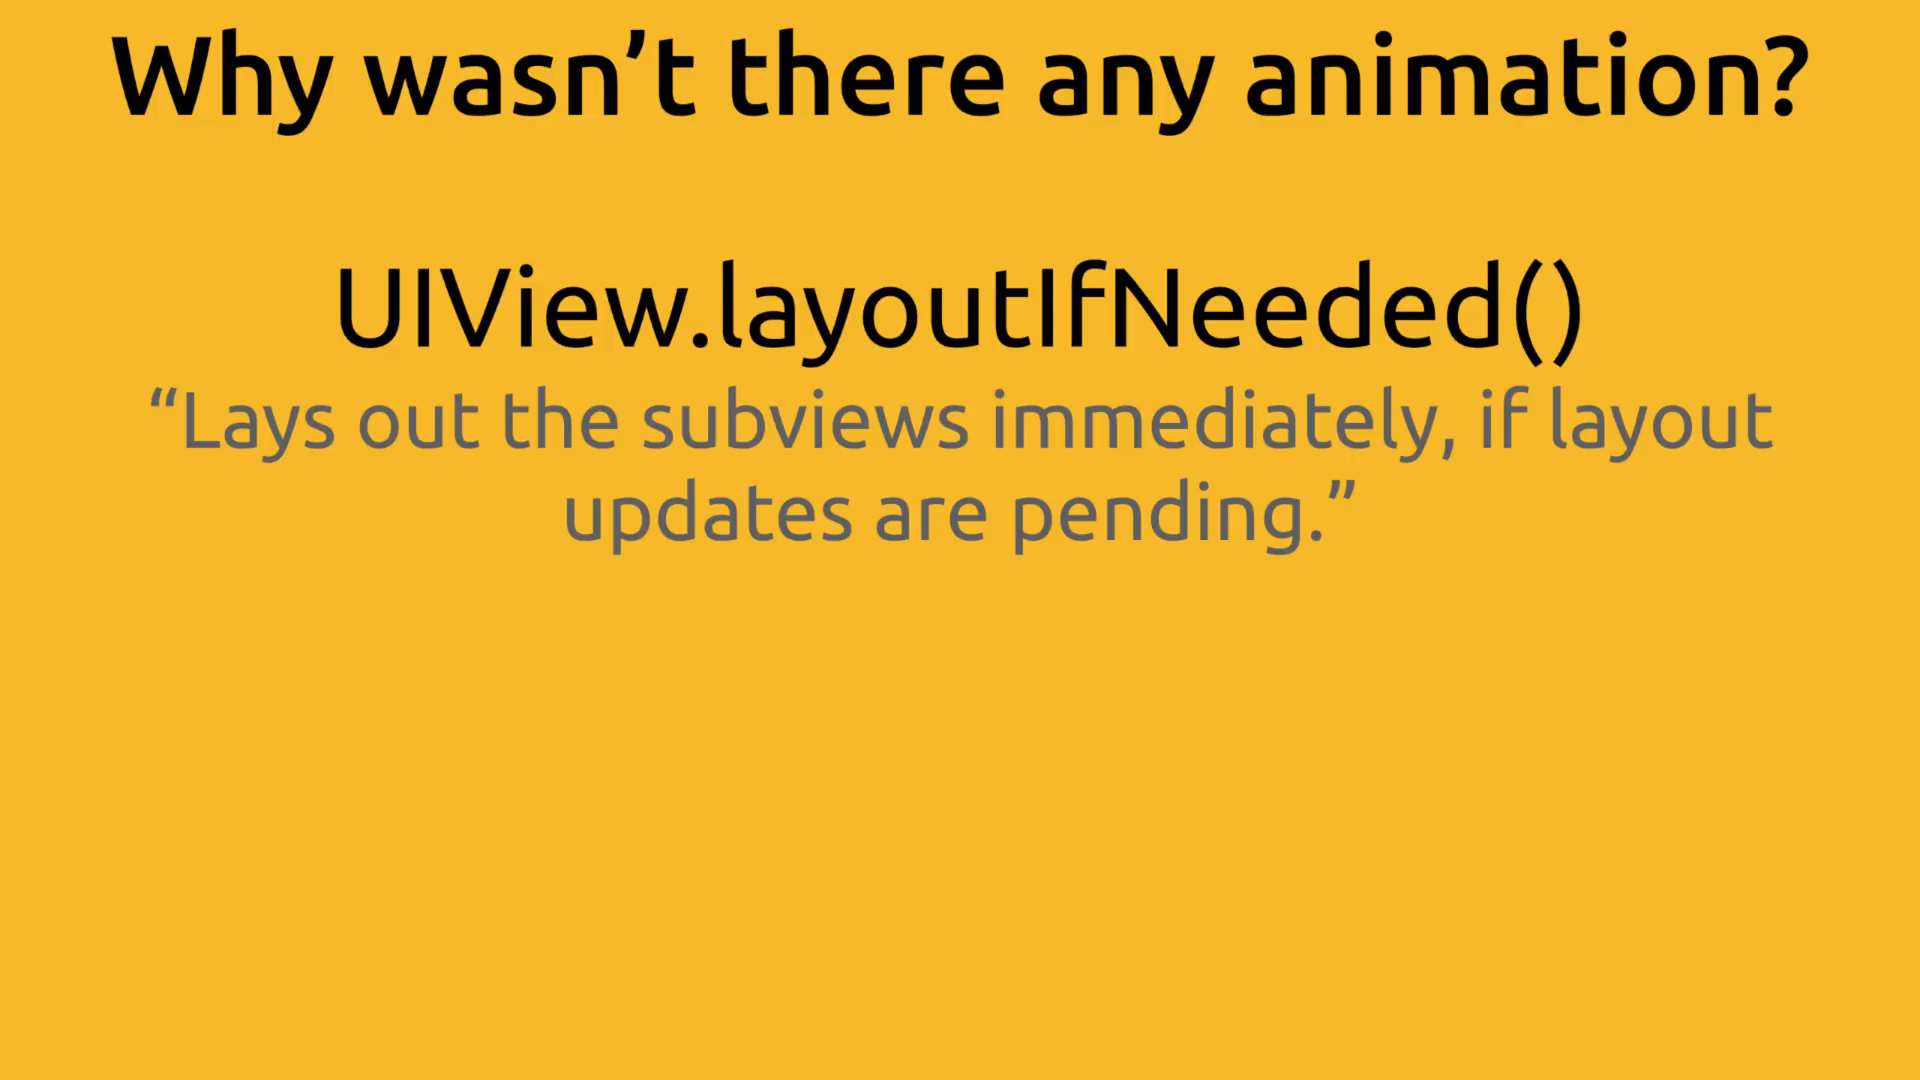 Why wasn’t there any animation?
UIView.layoutIfNeeded()
“Lays out the subviews immediately, if layout
updates are pending.”